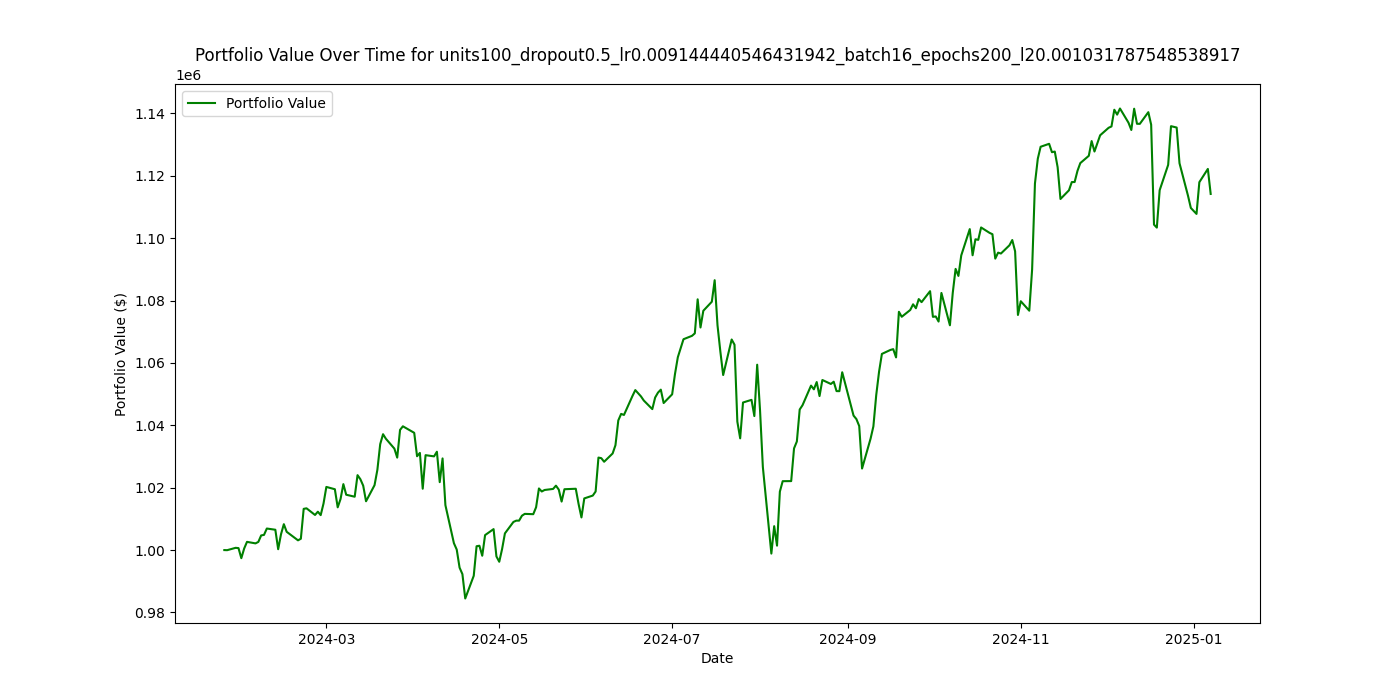 Portfolio Value Over Time for units100_dropout0.5_lr0.009144440546431942_batch16_epochs200_l20.001031787548538917
1e6
Portfolio Value
1.14
1.12
1.10
1.08
1.06
1.04
1.02
1.00
0.98
Portfolio Value ($)
2024-03 2024-05 2024-07 2024-09 2024-11 2025-01
Date